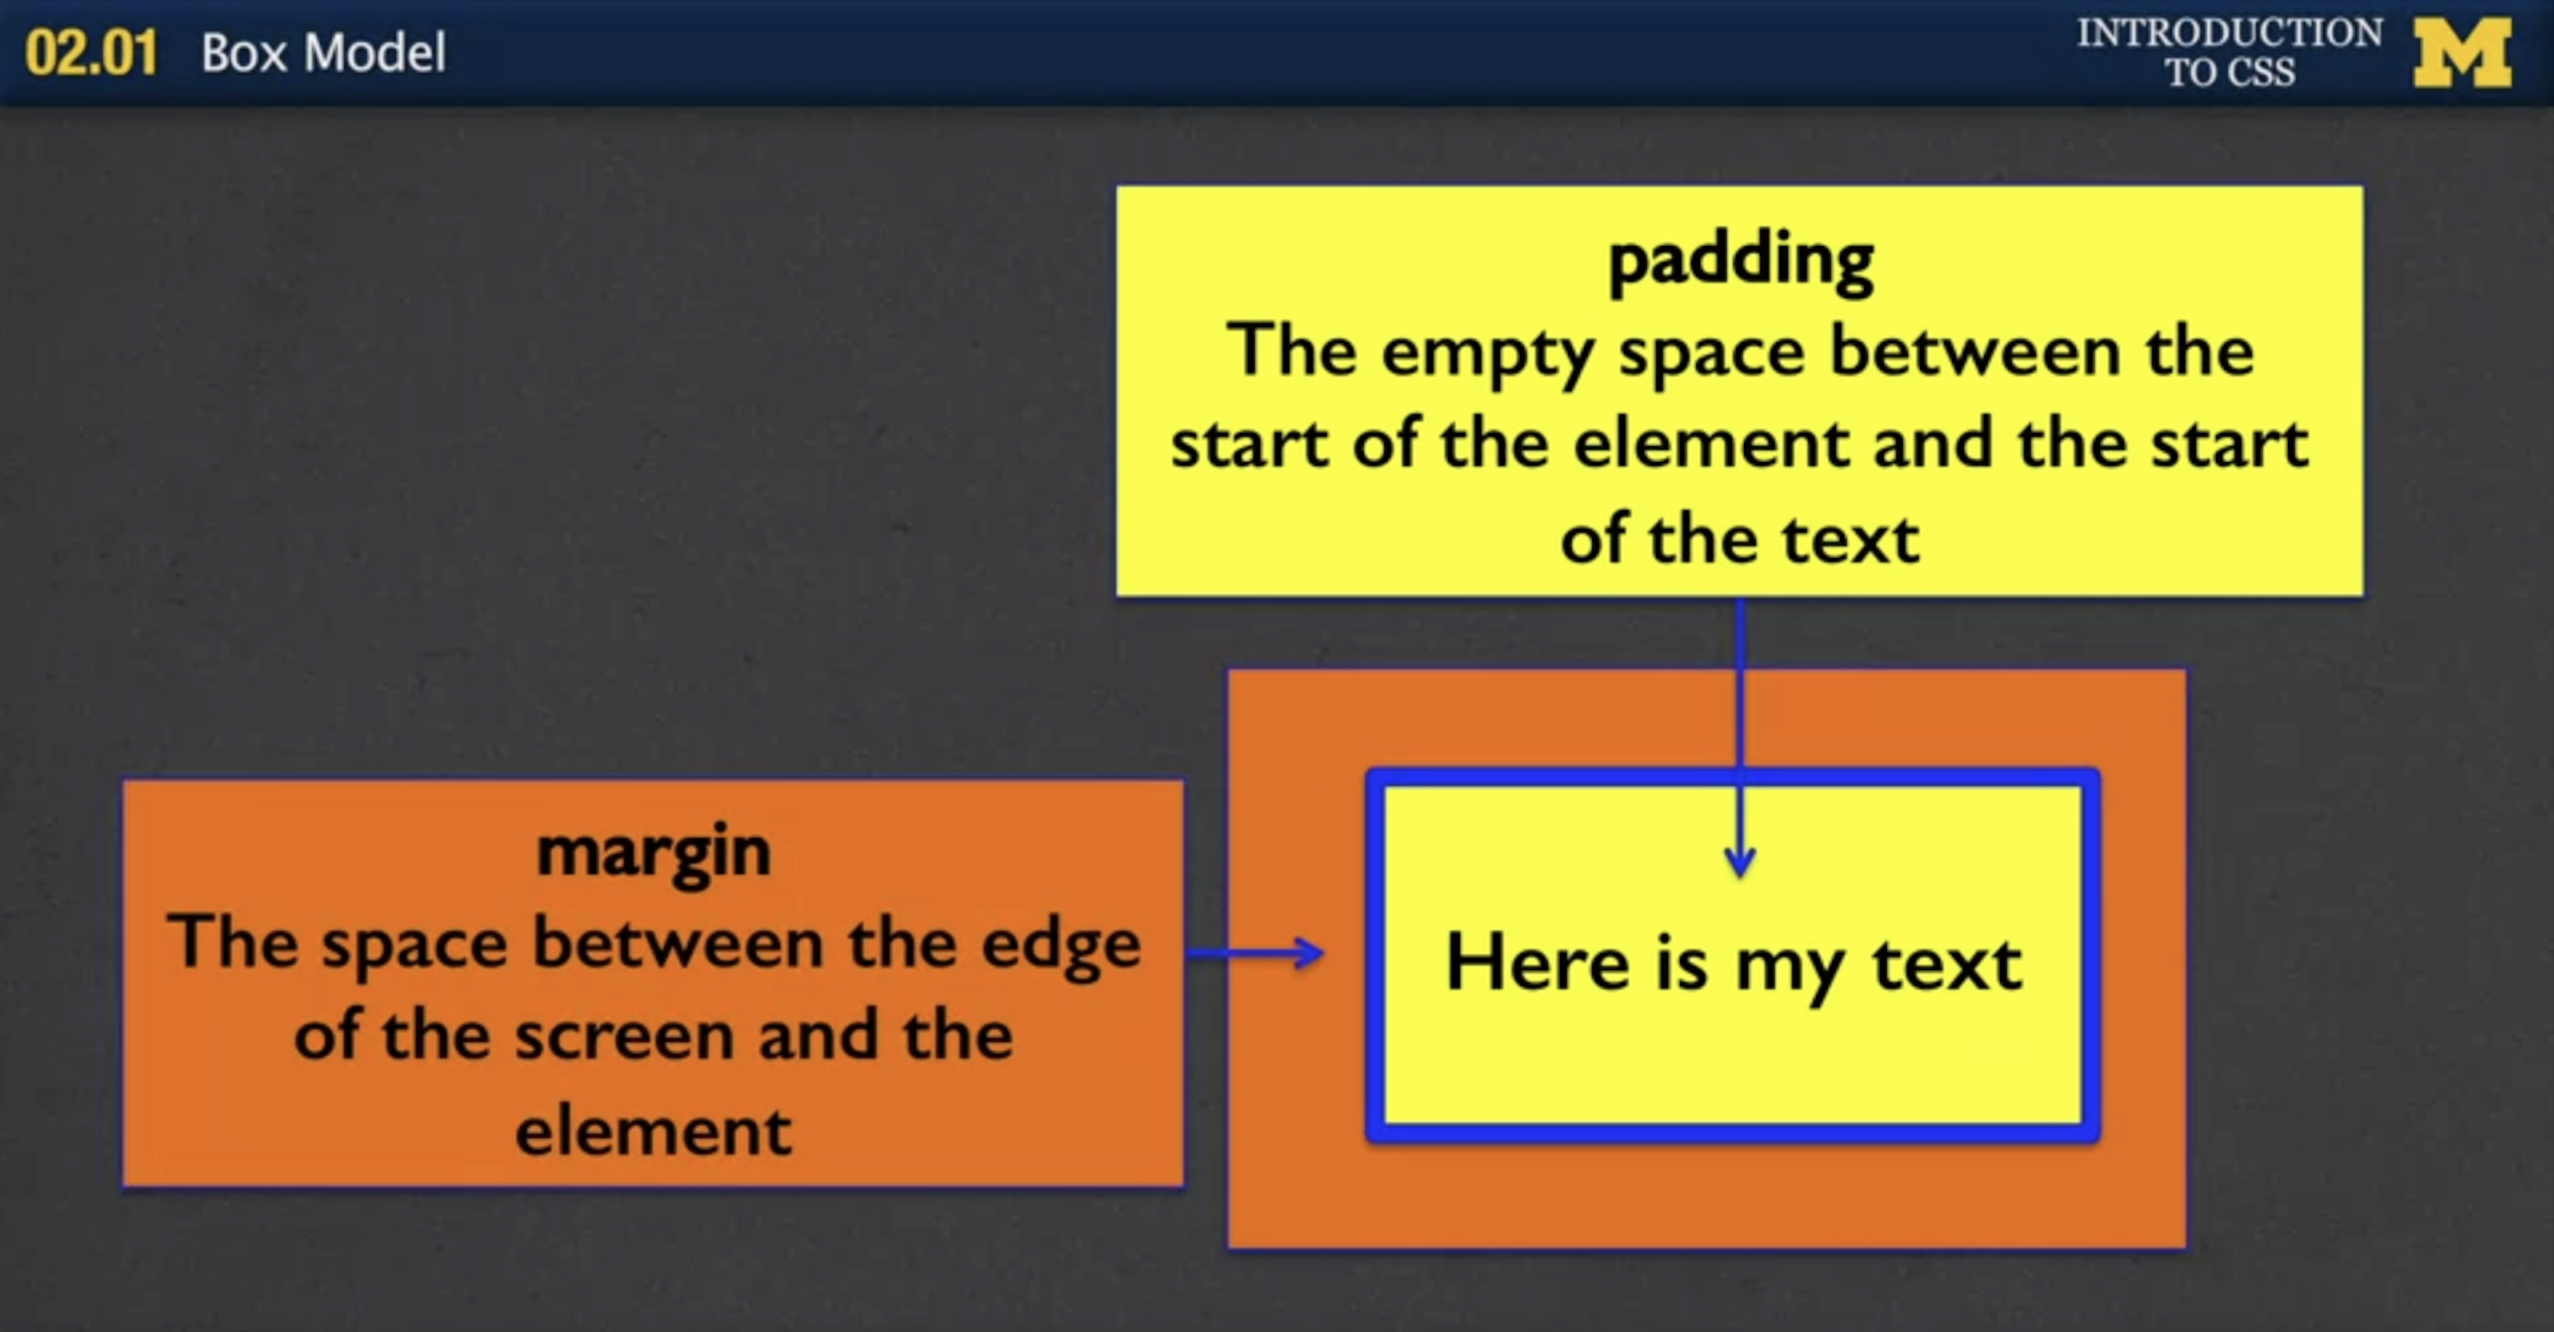 02.01 Box Model
INTRODUCTION
TO CSS
M
padding
The empty space between the
start of the element and the start
of the text
margin
The space between the edge
of the screen and the
element
Here is my text